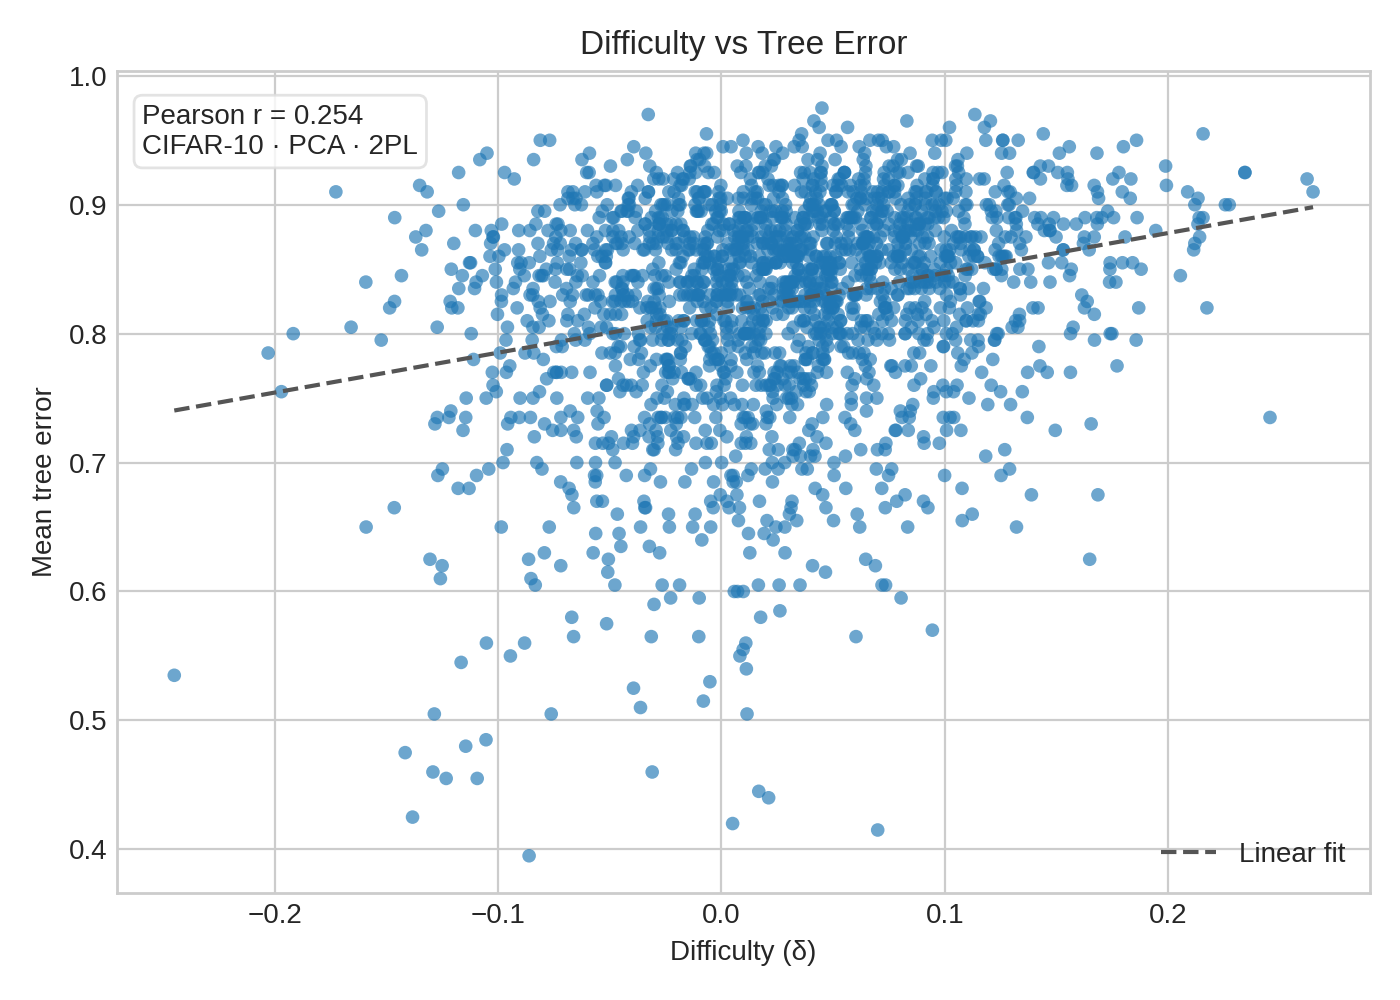 Difficulty vs Tree Error
Pearson r = 0.254
CIFAR-10 · PCA · 2PL
Mean tree error
1.0
0.9
0.8
0.7
0.6
0.5
0.4
Linear fit
−0.2
−0.1
0.0
0.1
0.2
Difficulty (δ)